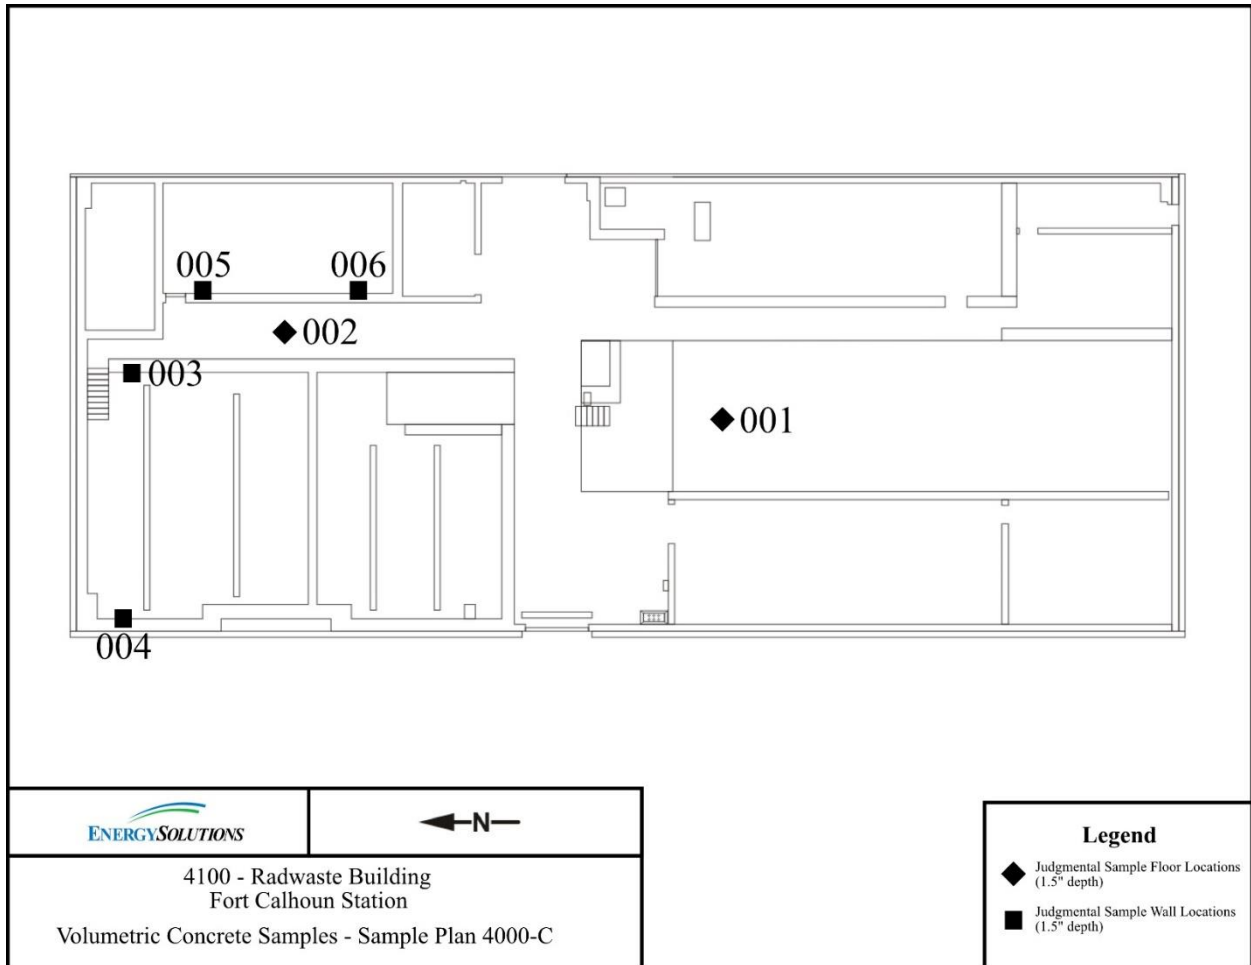 005
006
002
003
001
004
ENERGYSOLUTIONS
N
4100 - Radwaste Building
Fort Calhoun Station
Volumetric Concrete Samples - Sample Plan 4000-C
Legend
Judgmental Sample Floor Locations
(1.5" depth)
Judgmental Sample Wall Locations
(1.5" depth)